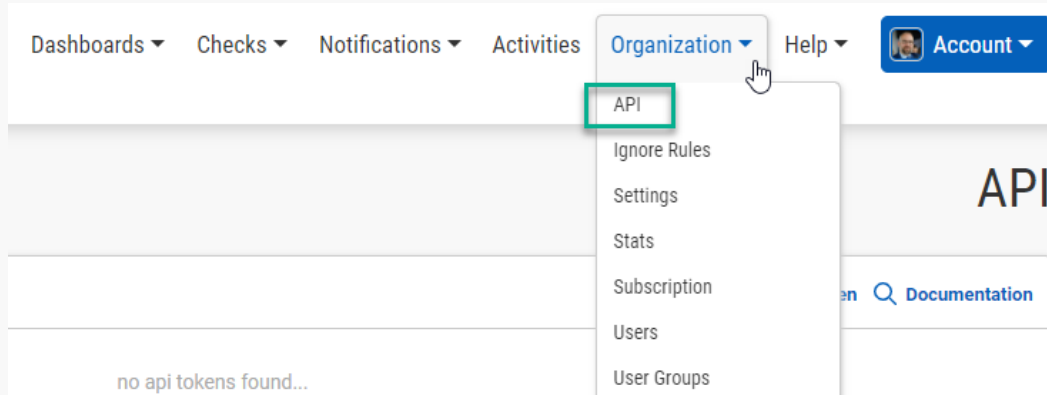 Dashboards Checks Notifications Activities Organization Help Account
API
Ignore Rules
Settings
API
Stats
Subscription
en Documentation
Users
no api tokens found...
User Groups